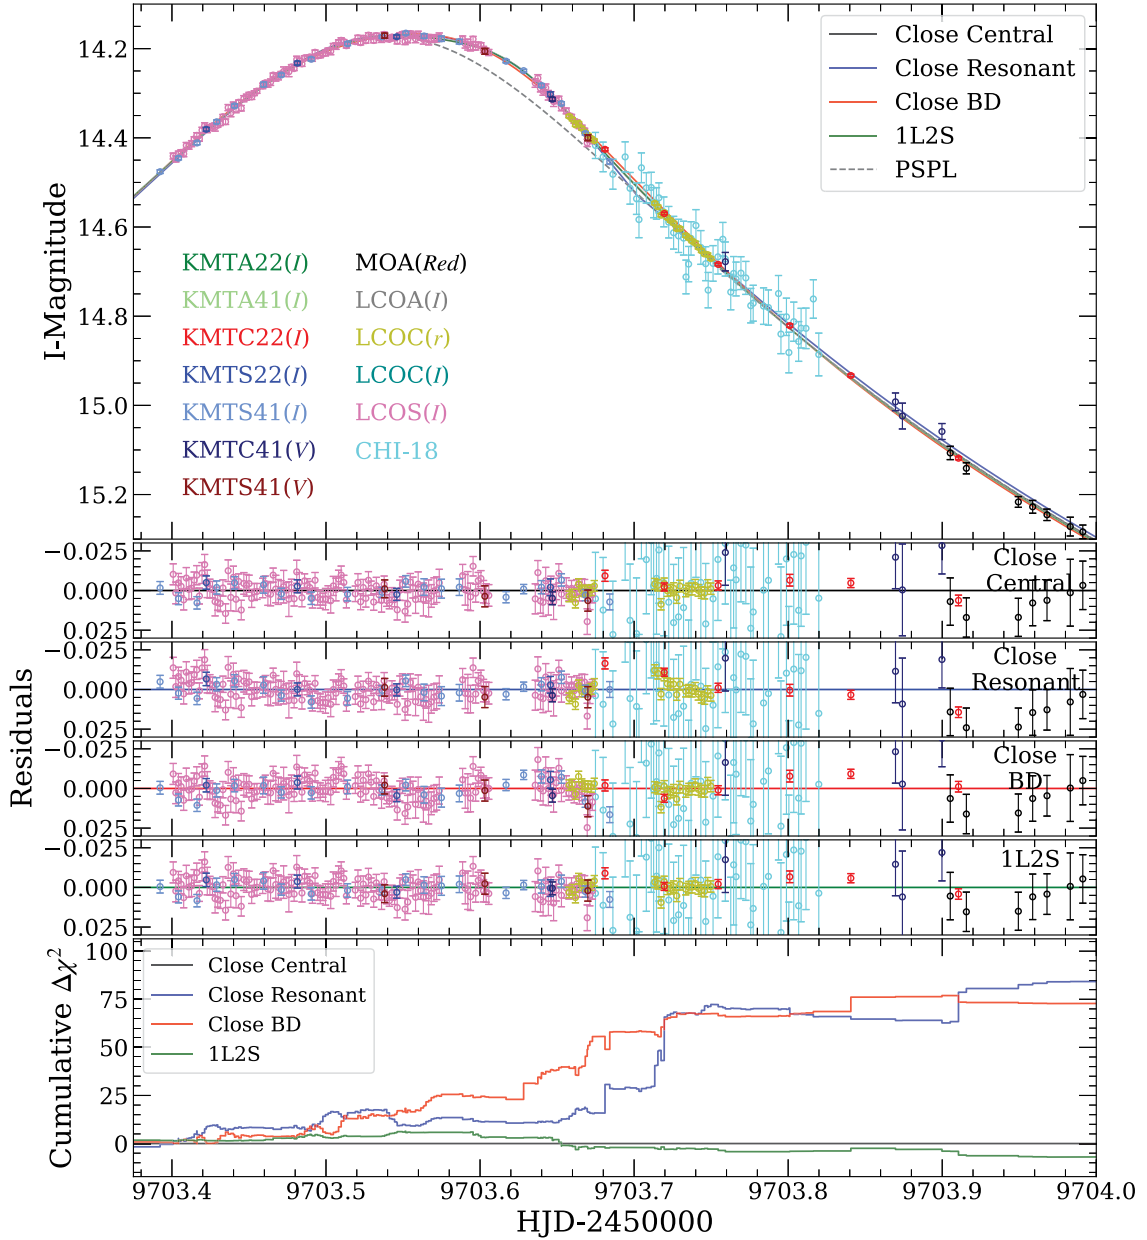 14.2
14.4
14.6
14.8
15.0
15.2
I-Magnitude
Close Central
Close Resonant
Close BD
1L2S
PSPL
KMTA22(I)
KMTA41(I)
KMTC22(I)
KMTS22(I)
KMTS41(I)
KMTC41(V)
KMTS41(V)
MOA(Red)
LCOA(I)
LCOC(r)
LCOC(I)
LCOS(I)
CHI-18
Residuals
−0.025
0.000
0.025
Close
Central
−0.025
0.000
0.025
Close
Resonant
−0.025
0.000
0.025
Close
BD
−0.025
0.000
0.025
1L2S
Cumulative Δχ²
100
75
50
25
0
Close Central
Close Resonant
Close BD
1L2S
9703.4 9703.5 9703.6 9703.7 9703.8 9703.9 9704.0
HJD-2450000